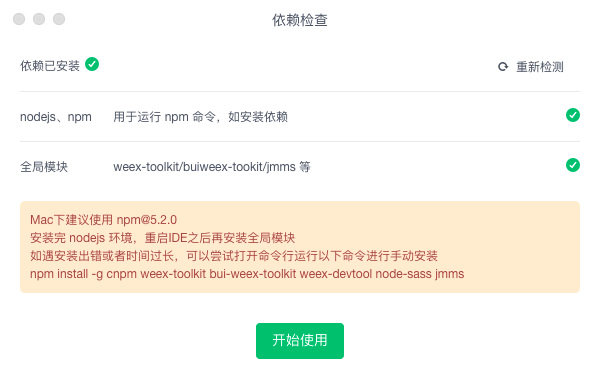 依赖检查
依赖已安装
重新检测
nodejs、npm 用于运行 npm 命令，如安装依赖
全局模块 weex-toolkit/buiweex-tookit/jmms 等
Mac下建议使用 npm@5.2.0
安装完 nodejs 环境，重启IDE之后再安装全局模块
如遇安装出错或者时间过长，可以尝试打开命令行运行以下命令进行手动安装
npm install -g cnpm weex-toolkit bui-weex-toolkit weex-devtool node-sass jmms
开始使用